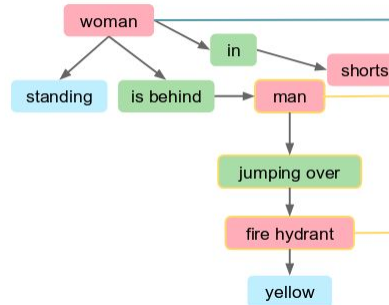 woman
in
shorts
standing
is behind
man
jumping over
fire hydrant
yellow